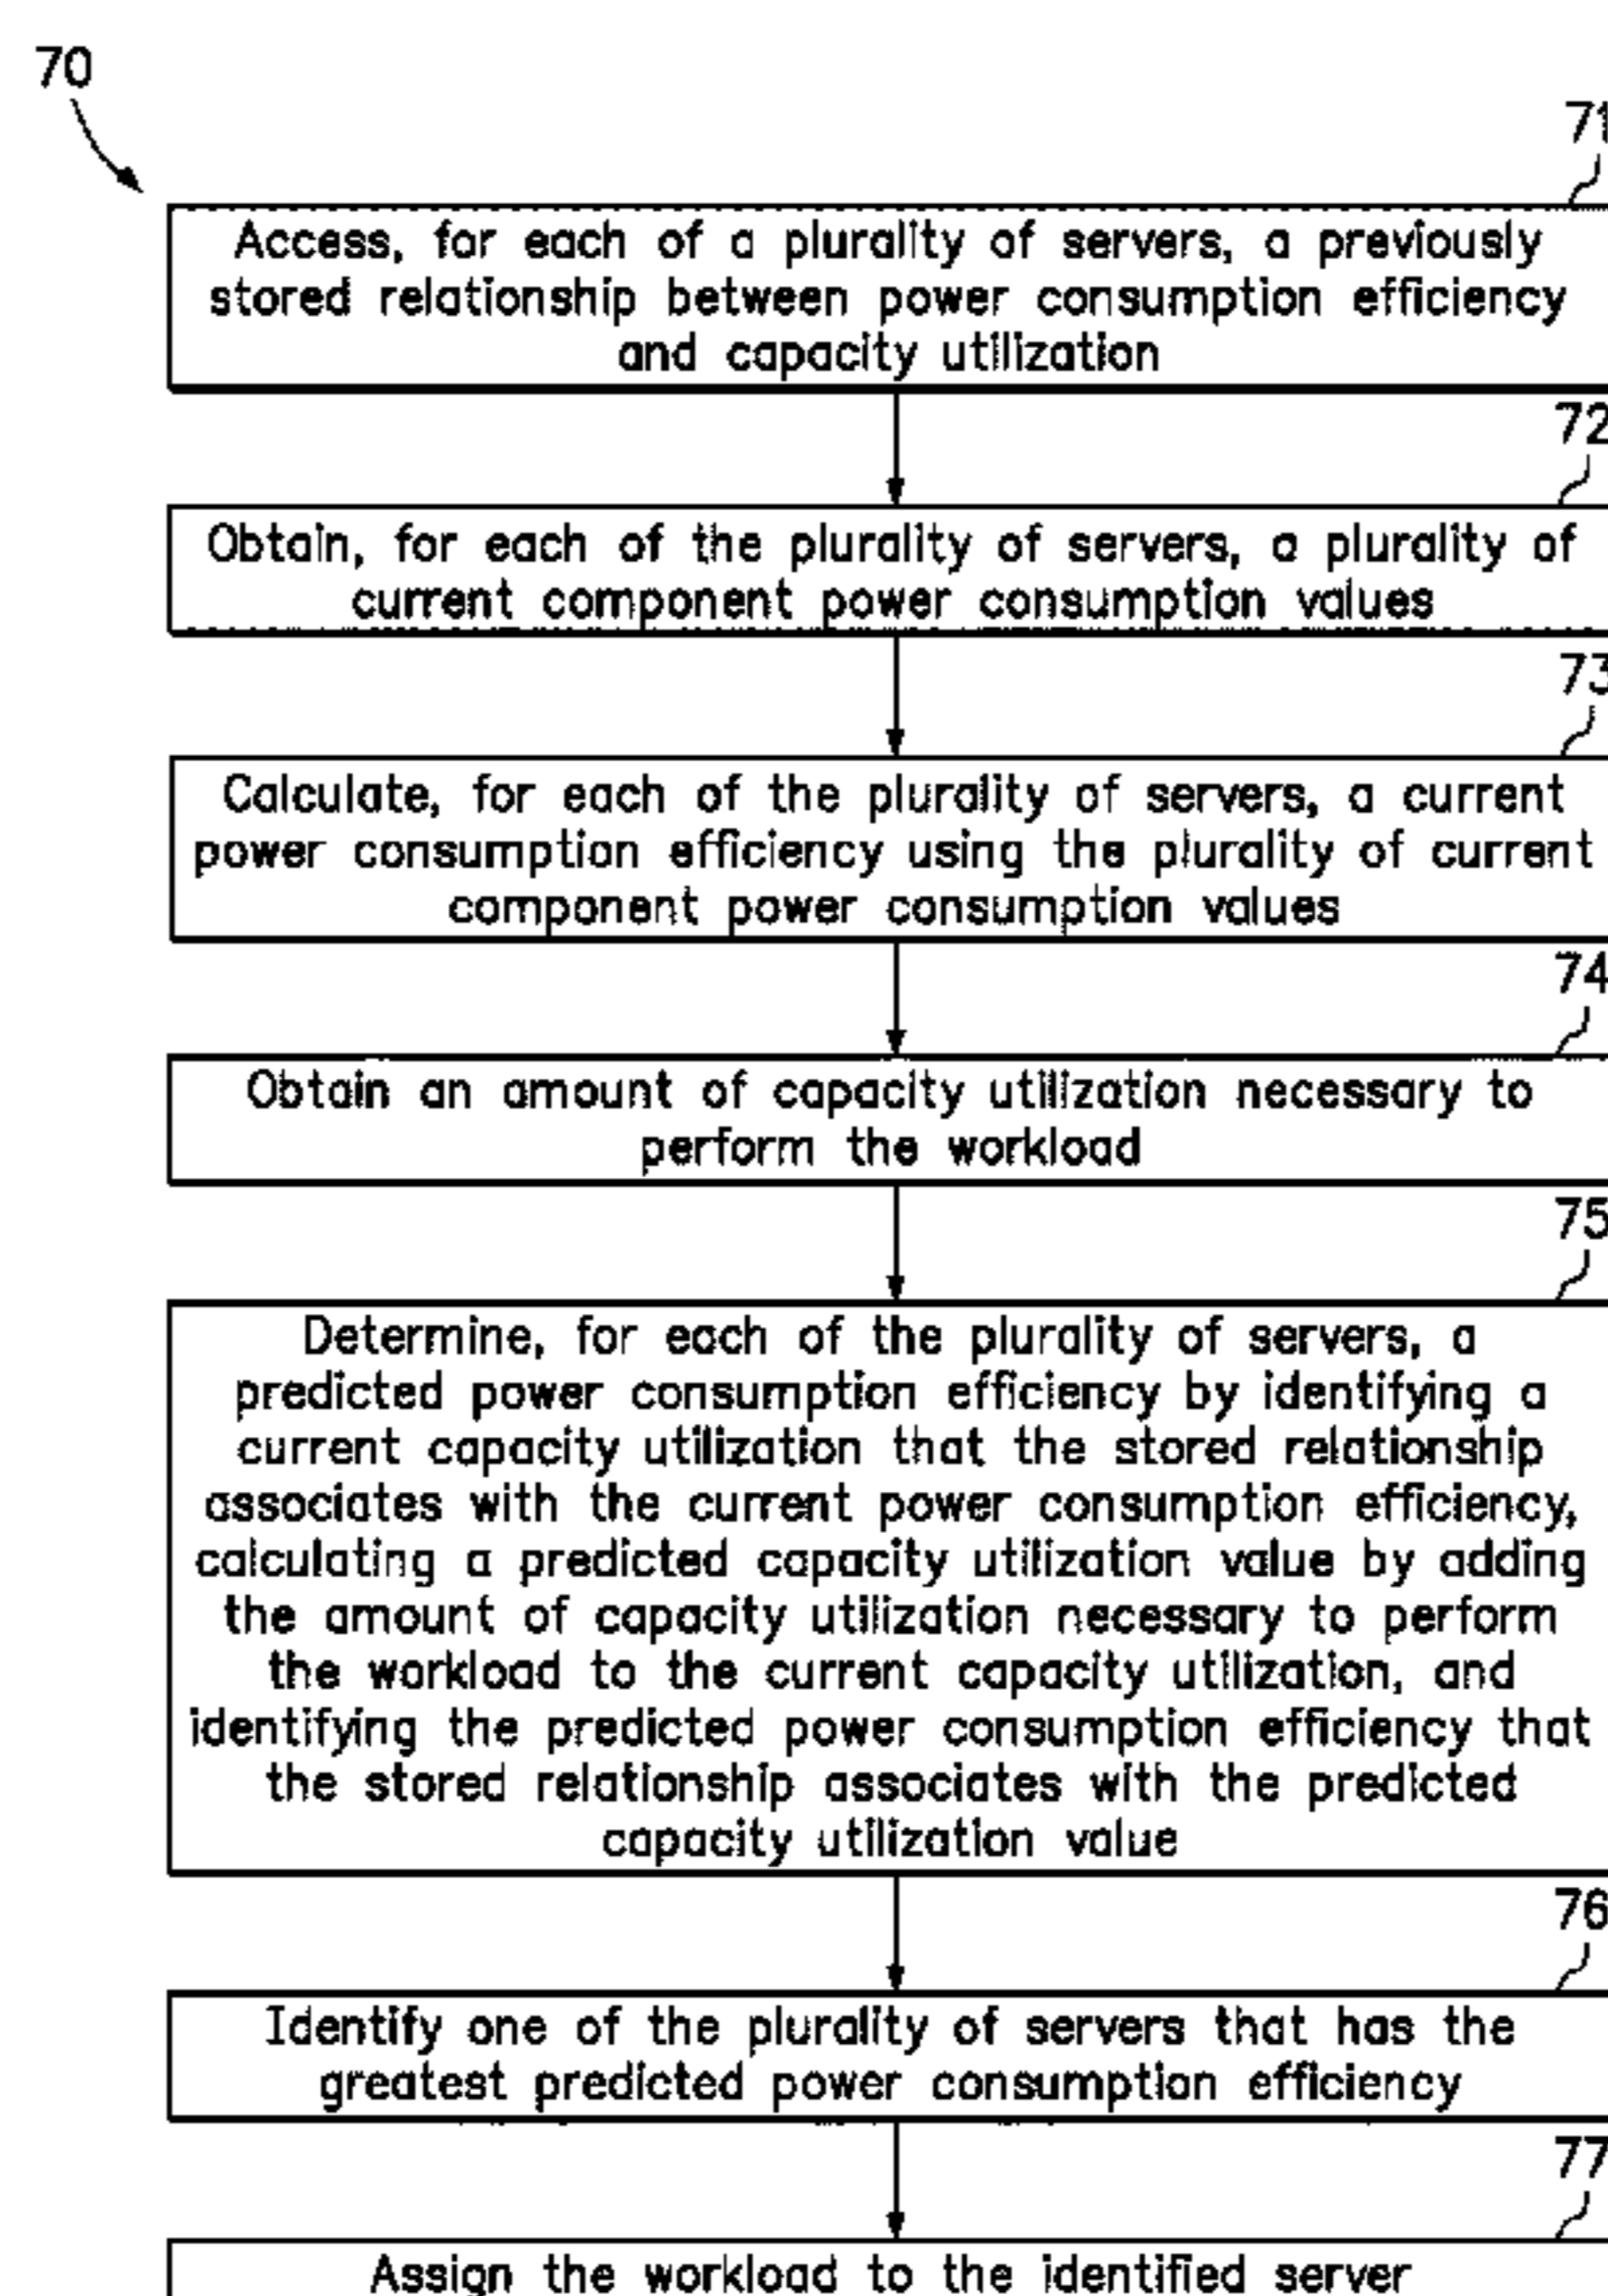 70
71
Access, for each of a plurality of servers, a previously
stored relationship between power consumption efficiency
and capacity utilization
72
Obtain, for each of the plurality of servers, a plurality of
current component power consumption values
73
Calculate, for each of the plurality of servers, a current
power consumption efficiency using the plurality of current
component power consumption values
74
Obtain an amount of capacity utilization necessary to
perform the workload
75
Determine, for each of the plurality of servers, a
predicted power consumption efficiency by identifying a
current capacity utilization that the stored relationship
associates with the current power consumption efficiency,
calculating a predicted capacity utilization value by adding
the amount of capacity utilization necessary to perform
the workload to the current capacity utilization, and
identifying the predicted power consumption efficiency that
the stored relationship associates with the predicted
capacity utilization value
76
Identify one of the plurality of servers that has the
greatest predicted power consumption efficiency
77
Assign the workload to the identified server